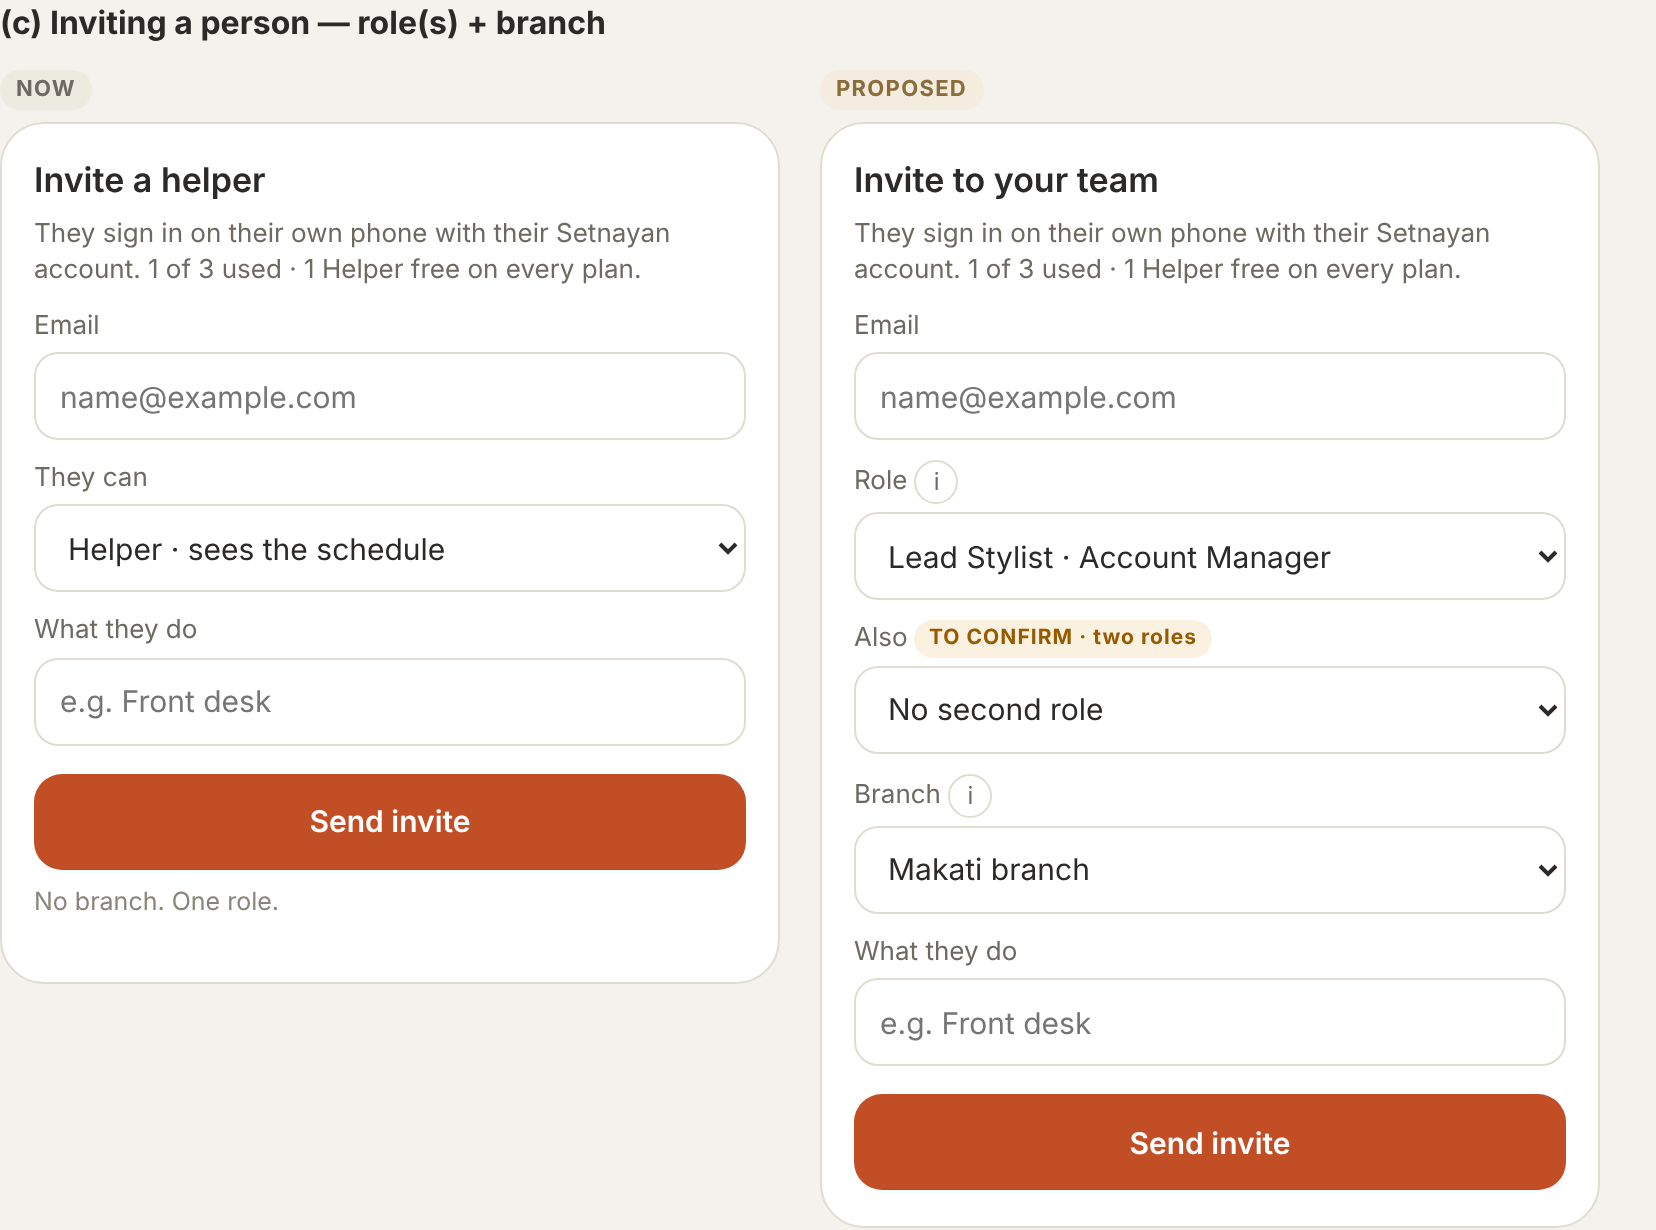 (c) Inviting a person — role(s) + branch
NOW
Invite a helper
They sign in on their own phone with their Setnayan
account. 1 of 3 used · 1 Helper free on every plan.
Email
name@example.com
They can
Helper · sees the schedule
What they do
e.g. Front desk
Send invite
No branch. One role.
PROPOSED
Invite to your team
They sign in on their own phone with their Setnayan
account. 1 of 3 used · 1 Helper free on every plan.
Email
name@example.com
Role i
Lead Stylist · Account Manager
Also TO CONFIRM · two roles
No second role
Branch i
Makati branch
What they do
e.g. Front desk
Send invite